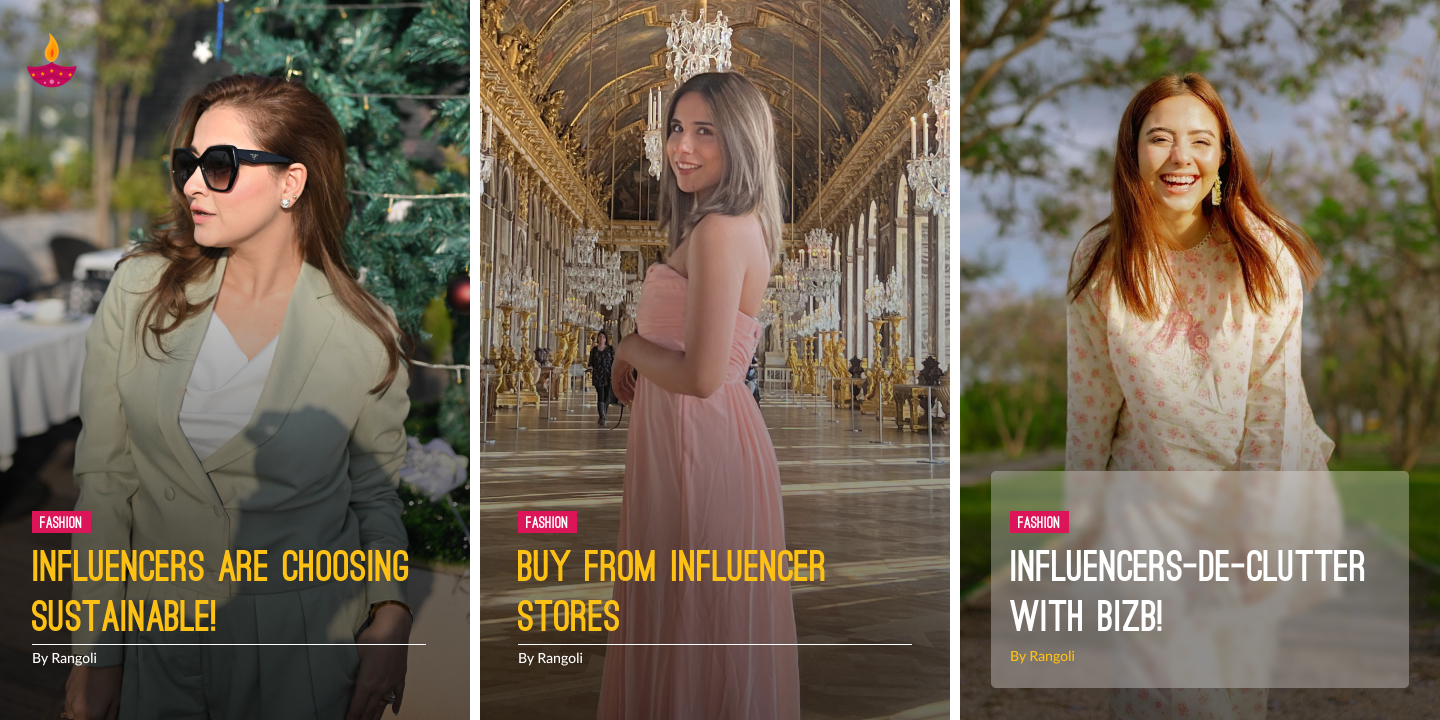 FASHION
INFLUENCERS ARE CHOOSING
SUSTAINABLE!
By Rangoli
FASHION
BUY FROM INFLUENCER
STORES
By Rangoli
FASHION
INFLUENCERS-DE-CLUTTER
WITH BIZB!
By Rangoli